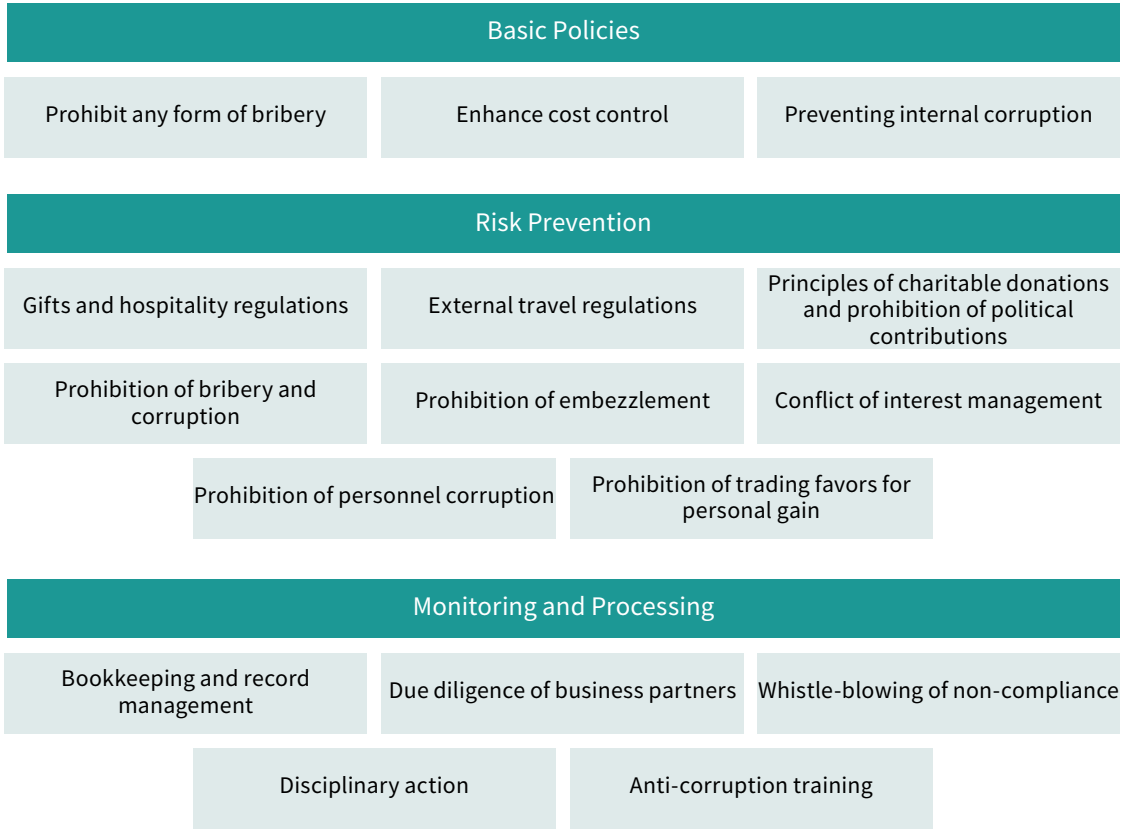 Basic Policies
Prohibit any form of bribery
Enhance cost control
Preventing internal corruption
Risk Prevention
Gifts and hospitality regulations
External travel regulations
Principles of charitable donations
and prohibition of political
contributions
Prohibition of bribery and
corruption
Prohibition of embezzlement
Conflict of interest management
Prohibition of personnel corruption
Prohibition of trading favors for
personal gain
Monitoring and Processing
Bookkeeping and record
management
Due diligence of business partners
Whistle-blowing of non-compliance
Disciplinary action
Anti-corruption training